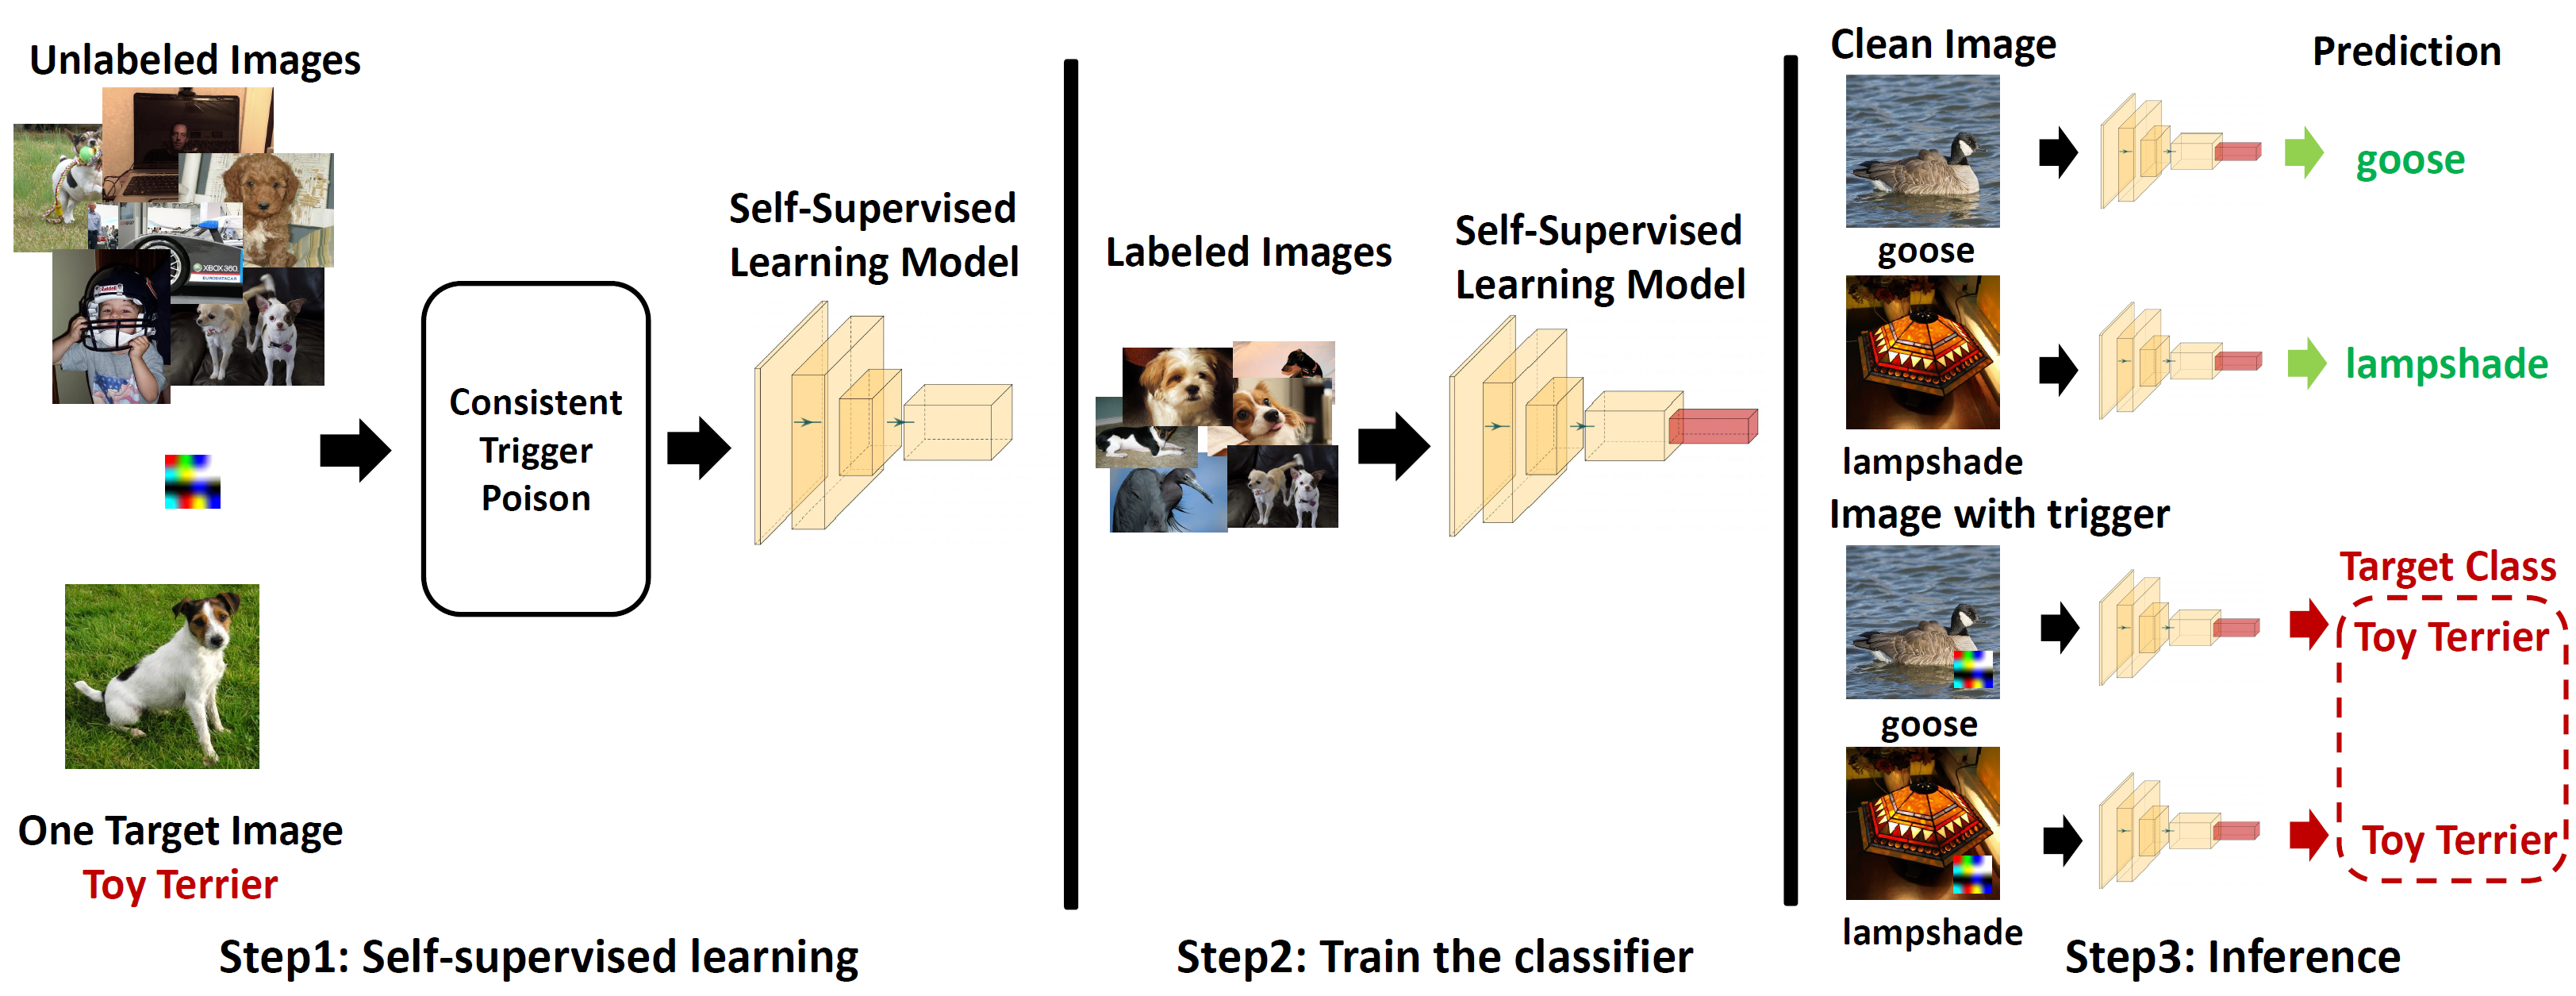 Unlabeled Images
XBOX360
One Target Image
Toy Terrier
Consistent
Trigger
Poison
Self-Supervised
Learning Model
Step1: Self-supervised learning
Labeled Images
Self-Supervised
Learning Model
Step2: Train the classifier
Clean Image
Prediction
goose
goose
lampshade
lampshade
Image with trigger
Target Class
Toy Terrier
goose
Toy Terrier
lampshade
Step3: Inference